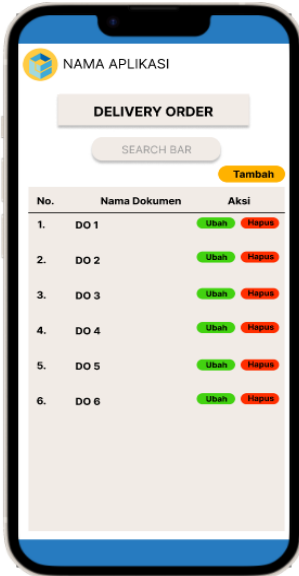 NAMA APLIKASI
DELIVERY ORDER
SEARCH BAR
Tambah
No. Nama Dokumen Aksi
1. DO 1 Ubah Hapus
2. DO 2 Ubah Hapus
3. DO 3 Ubah Hapus
4. DO 4 Ubah Hapus
5. DO 5 Ubah Hapus
6. DO 6 Ubah Hapus